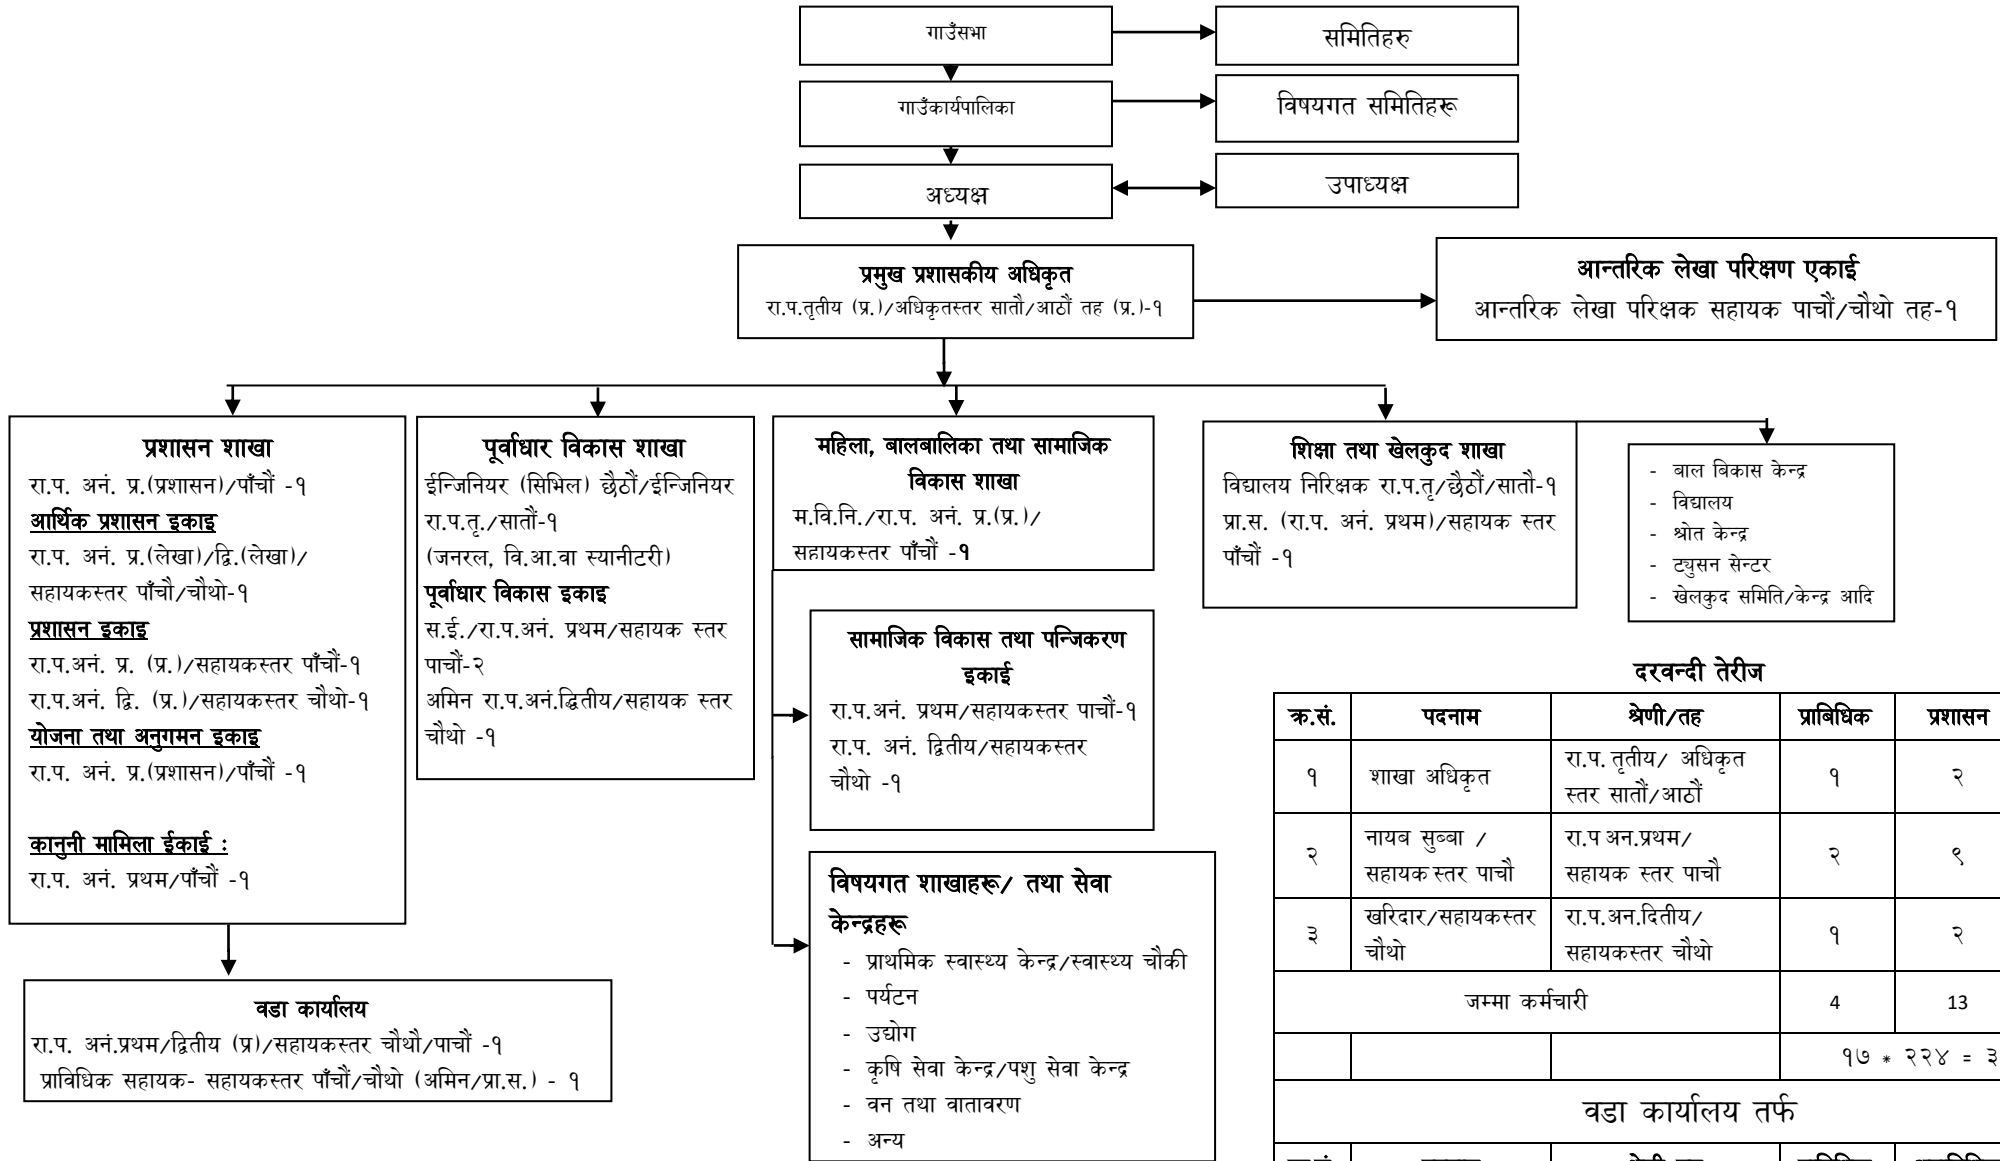 गाउँसभा
समितिहरु
गाउँकार्यपालिका
विषयगत समितिहरू
अध्यक्ष
उपाध्यक्ष
प्रमुख प्रशासकीय अधिकृत
रा.प.तृतीय (प्र.)/अधिकृतस्तर सातौ/आठौं तह (प्र.)-१
आन्तरिक लेखा परिक्षण एकाई
आन्तरिक लेखा परिक्षक सहायक पाचौं/चौथो तह-१
प्रशासन शाखा
रा.प. अनं. प्र.(प्रशासन)/पाँचौं -१
आर्थिक प्रशासन इकाइ
रा.प. अनं. प्र.(लेखा)/द्वि.(लेखा)/
सहायकस्तर पाँचौ/चौथो-१
प्रशासन इकाइ
रा.प.अनं. प्र. (प्र.)/सहायकस्तर पाँचौं-१
रा.प.अनं. द्वि. (प्र.)/सहायकस्तर चौथो-१
योजना तथा अनुगमन इकाइ
रा.प. अनं. प्र.(प्रशासन)/पाँचौं -१
कानुनी मामिला ईकाई :
रा.प. अनं. प्रथम/पाँचौं -१
पूर्वाधार विकास शाखा
ईन्जिनियर (सिभिल) छैठौं/ईन्जिनियर
रा.प.तृ./सातौं-१
(जनरल, वि.आ.वा स्यानीटरी)
पूर्वाधार विकास इकाइ
स.ई./रा.प.अनं. प्रथम/सहायक स्तर
पाचौं-२
अमिन रा.प.अनं.द्धितीय/सहायक स्तर
चौथो -१
महिला, बालबालिका तथा सामाजिक
विकास शाखा
म.वि.नि./रा.प. अनं. प्र.(प्र.)/
सहायकस्तर पाँचौं -१
शिक्षा तथा खेलकुद शाखा
विद्यालय निरिक्षक रा.प.तृ/छैठौं/सातौ-१
प्रा.स. (रा.प. अनं. प्रथम)/सहायक स्तर
पाँचौं -१
- बाल बिकास केन्द्र
- विद्यालय
- श्रोत केन्द्र
- ट्युसन सेन्टर
- खेलकुद समिति/केन्द्र आदि
सामाजिक विकास तथा पन्जिकरण
इकाई
रा.प.अनं. प्रथम/सहायकस्तर पाचौं-१
रा.प. अनं. द्वितीय/सहायकस्तर
चौथो -१
विषयगत शाखाहरू/ तथा सेवा
केन्द्रहरू
- प्राथमिक स्वास्थ्य केन्द्र/स्वास्थ्य चौकी
- पर्यटन
- उद्योग
- कृषि सेवा केन्द्र/पशु सेवा केन्द्र
- वन तथा वातावरण
- अन्य
वडा कार्यालय
रा.प. अनं.प्रथम/द्वितीय (प्र)/सहायकस्तर चौथौ/पाचौं -१
प्राविधिक सहायक- सहायकस्तर पाँचौं/चौथो (अमिन/प्रा.स.) - १
दरवन्दी तेरीज
क्र.सं. पदनाम श्रेणी/तह प्राबिधिक प्रशासन
१ शाखा अधिकृत रा.प. तृतीय/ अधिकृत स्तर सातौं/आठौं १ २
२ नायब सुब्बा / सहायक स्तर पाचौ रा.प अन.प्रथम/ सहायक स्तर पाचौ २ ९
३ खरिदार/सहायकस्तर चौथो रा.प.अन.दितीय/ सहायकस्तर चौथो १ २
जम्मा कर्मचारी 4 13
१७ * २२४ = ३
वडा कार्यालय तर्फ